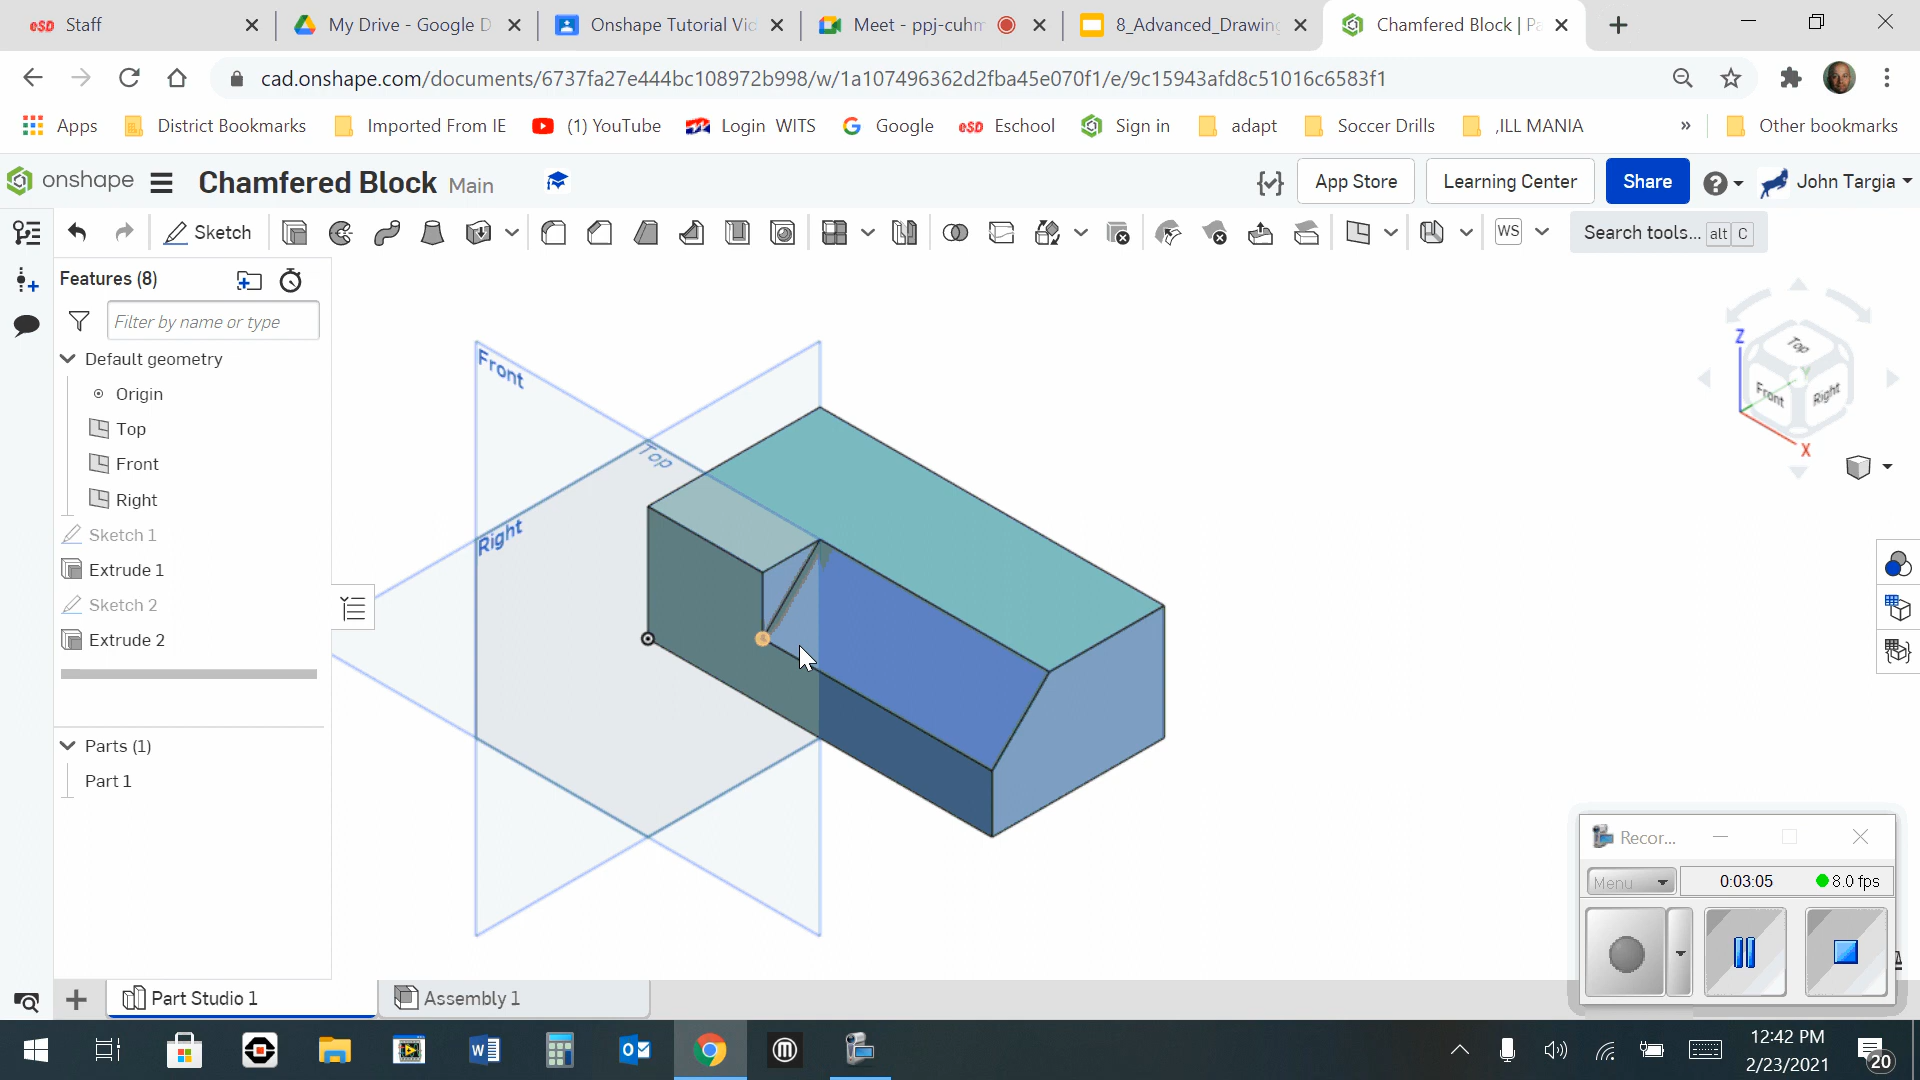 esd Staff
My Drive - Google D
Onshape Tutorial Vid
Meet - ppj-cuhm
8_Advanced_Drawing
Chamfered Block | Pa
cad.onshape.com/documents/6737fa27e444bc108972b998/w/1a107496362d2fba45e070f1/e/9c15943afd8c51016c6583f1
Apps
District Bookmarks
Imported From IE
(1) YouTube
Login WITS
Google
esd Eschool
Sign in
adapt
Soccer Drills
,ILL MANIA
»
Other bookmarks
onshape
Chamfered Block Main
App Store
Learning Center
Share
John Targia
Sketch
WS
Search tools... alt C
Features (8)
Filter by name or type
Default geometry
Origin
Top
Front
Right
Sketch 1
Extrude 1
Sketch 2
Extrude 2
Parts (1)
Part 1
Front
Top
Right
Z
Top
Front
Right
X
Recor...
Menu
0:03:05
8.0 fps
Part Studio 1
Assembly 1
12:42 PM
2/23/2021
20